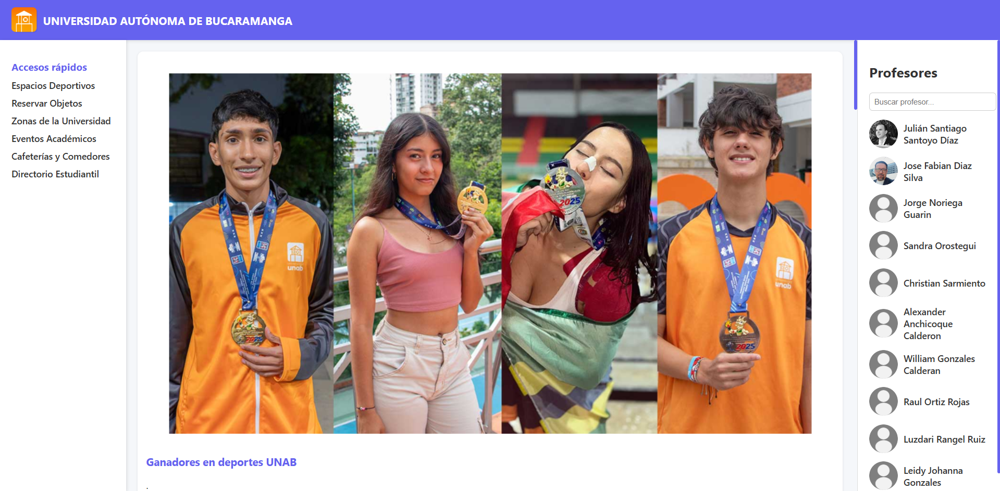 UNIVERSIDAD AUTÓNOMA DE BUCARAMANGA
Accesos rápidos
Espacios Deportivos
Reservar Objetos
Zonas de la Universidad
Eventos Académicos
Cafeterías y Comedores
Directorio Estudiantil
unab
2025
2025
unab
2025
Ganadores en deportes UNAB
.
Profesores
Buscar profesor...
Julián Santiago
Santoyo Díaz
Jose Fabian Diaz
Silva
Jorge Noriega
Guarin
Sandra Orostegui
Christian Sarmiento
Alexander
Anchicoque
Calderon
William Gonzales
Calderan
Raul Ortiz Rojas
Luzdari Rangel Ruiz
Leidy Johanna
Gonzales